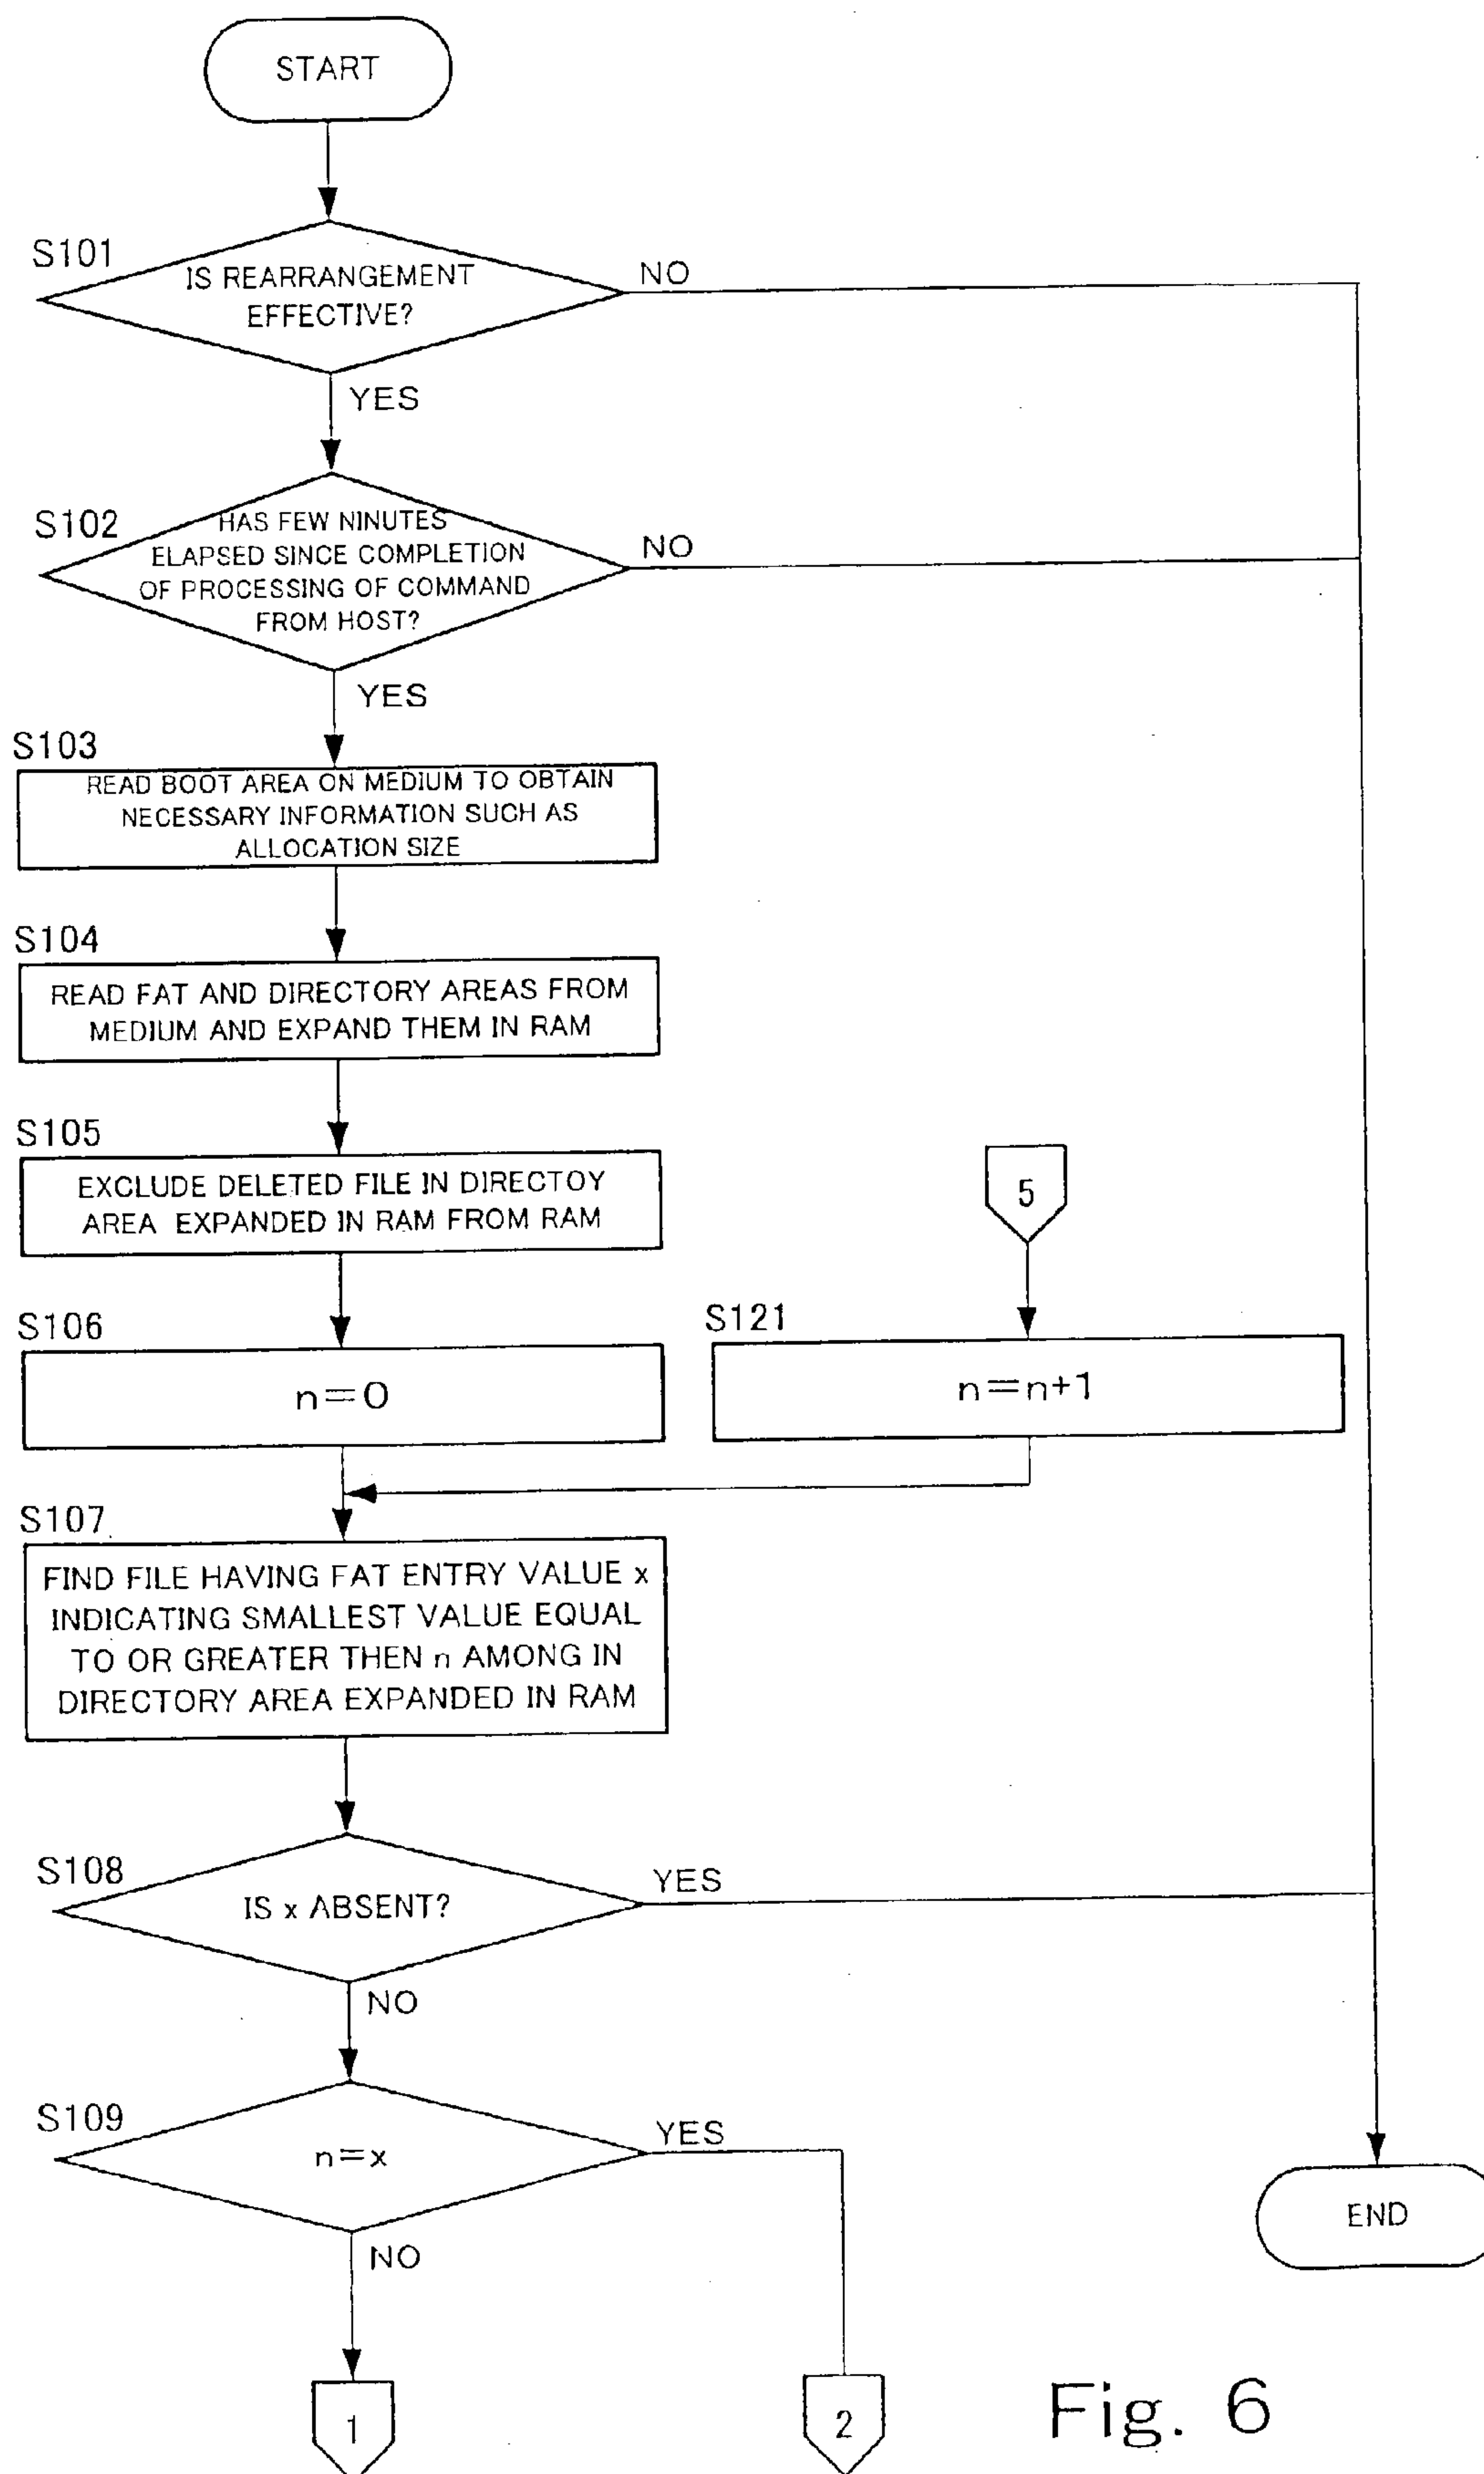 START
S101
IS REARRANGEMENT
EFFECTIVE?
NO
YES
S102
HAS FEW NINUTES
ELAPSED SINCE COMPLETION
OF PROCESSING OF COMMAND
FROM HOST?
NO
YES
S103
READ BOOT AREA ON MEDIUM TO OBTAIN
NECESSARY INFORMATION SUCH AS
ALLOCATION SIZE
S104
READ FAT AND DIRECTORY AREAS FROM
MEDIUM AND EXPAND THEM IN RAM
S105
EXCLUDE DELETED FILE IN DIRECTOY
AREA EXPANDED IN RAM FROM RAM
5
S106
n=0
S121
n=n+1
S107
FIND FILE HAVING FAT ENTRY VALUE x
INDICATING SMALLEST VALUE EQUAL
TO OR GREATER THEN n AMONG IN
DIRECTORY AREA EXPANDED IN RAM
S108
IS x ABSENT?
YES
NO
S109
n=x
YES
NO
END
1
2
Fig. 6